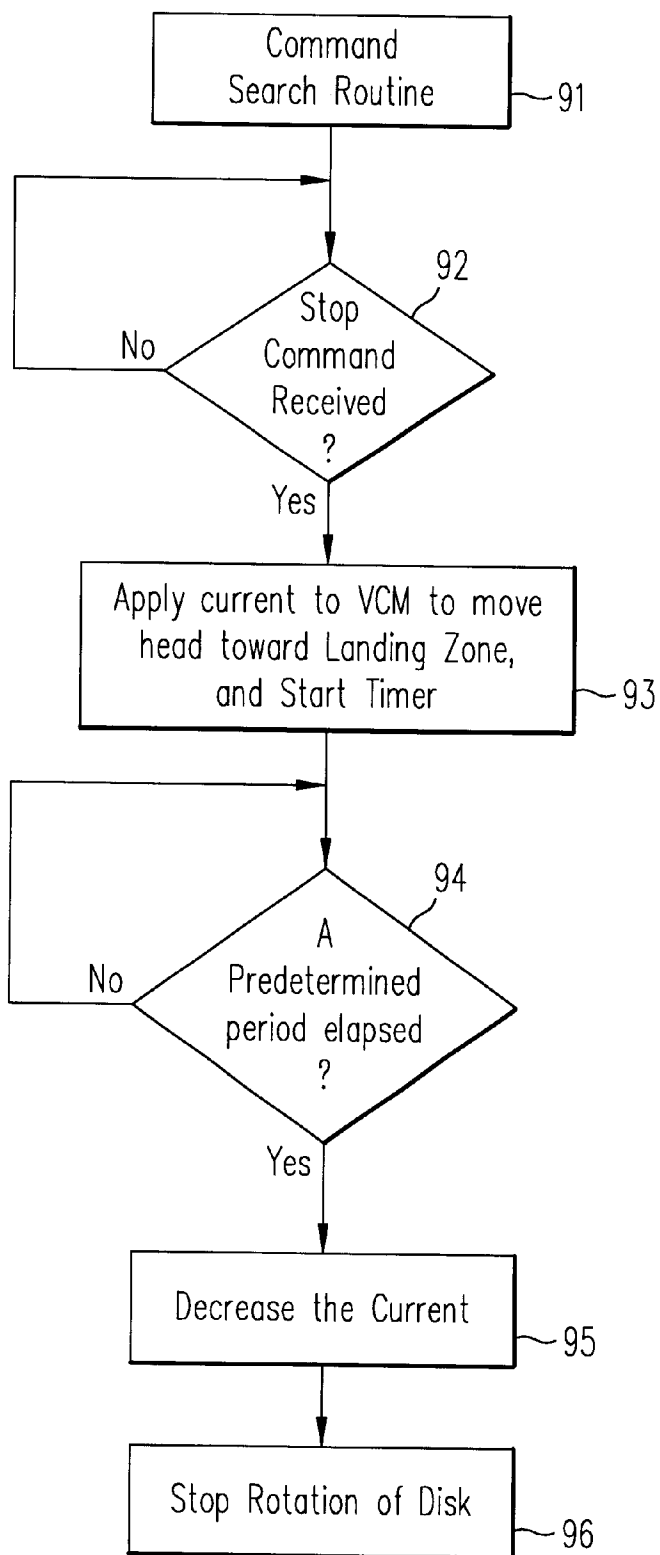 Command
Search Routine
91
92
Stop
Command
Received
?
No
Yes
Apply current to VCM to move
head toward Landing Zone,
and Start Timer
93
94
A
Predetermined
period elapsed
?
No
Yes
Decrease the Current
95
Stop Rotation of Disk
96